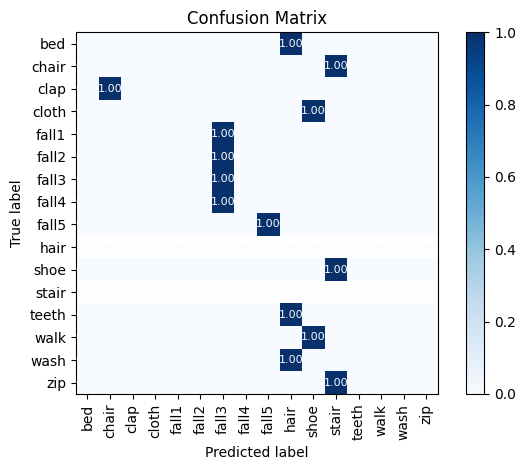 Confusion Matrix
True label
bed 1.00
chair 1.00
clap 1.00
cloth 1.00
fall1 1.00
fall2 1.00
fall3 1.00
fall4 1.00
fall5 1.00
hair
shoe 1.00
stair
teeth 1.00
walk 1.00
wash 1.00
zip 1.00
bed chair clap cloth fall1 fall2 fall3 fall4 fall5 hair shoe stair teeth walk wash zip
Predicted label
1.0
0.8
0.6
0.4
0.2
0.0